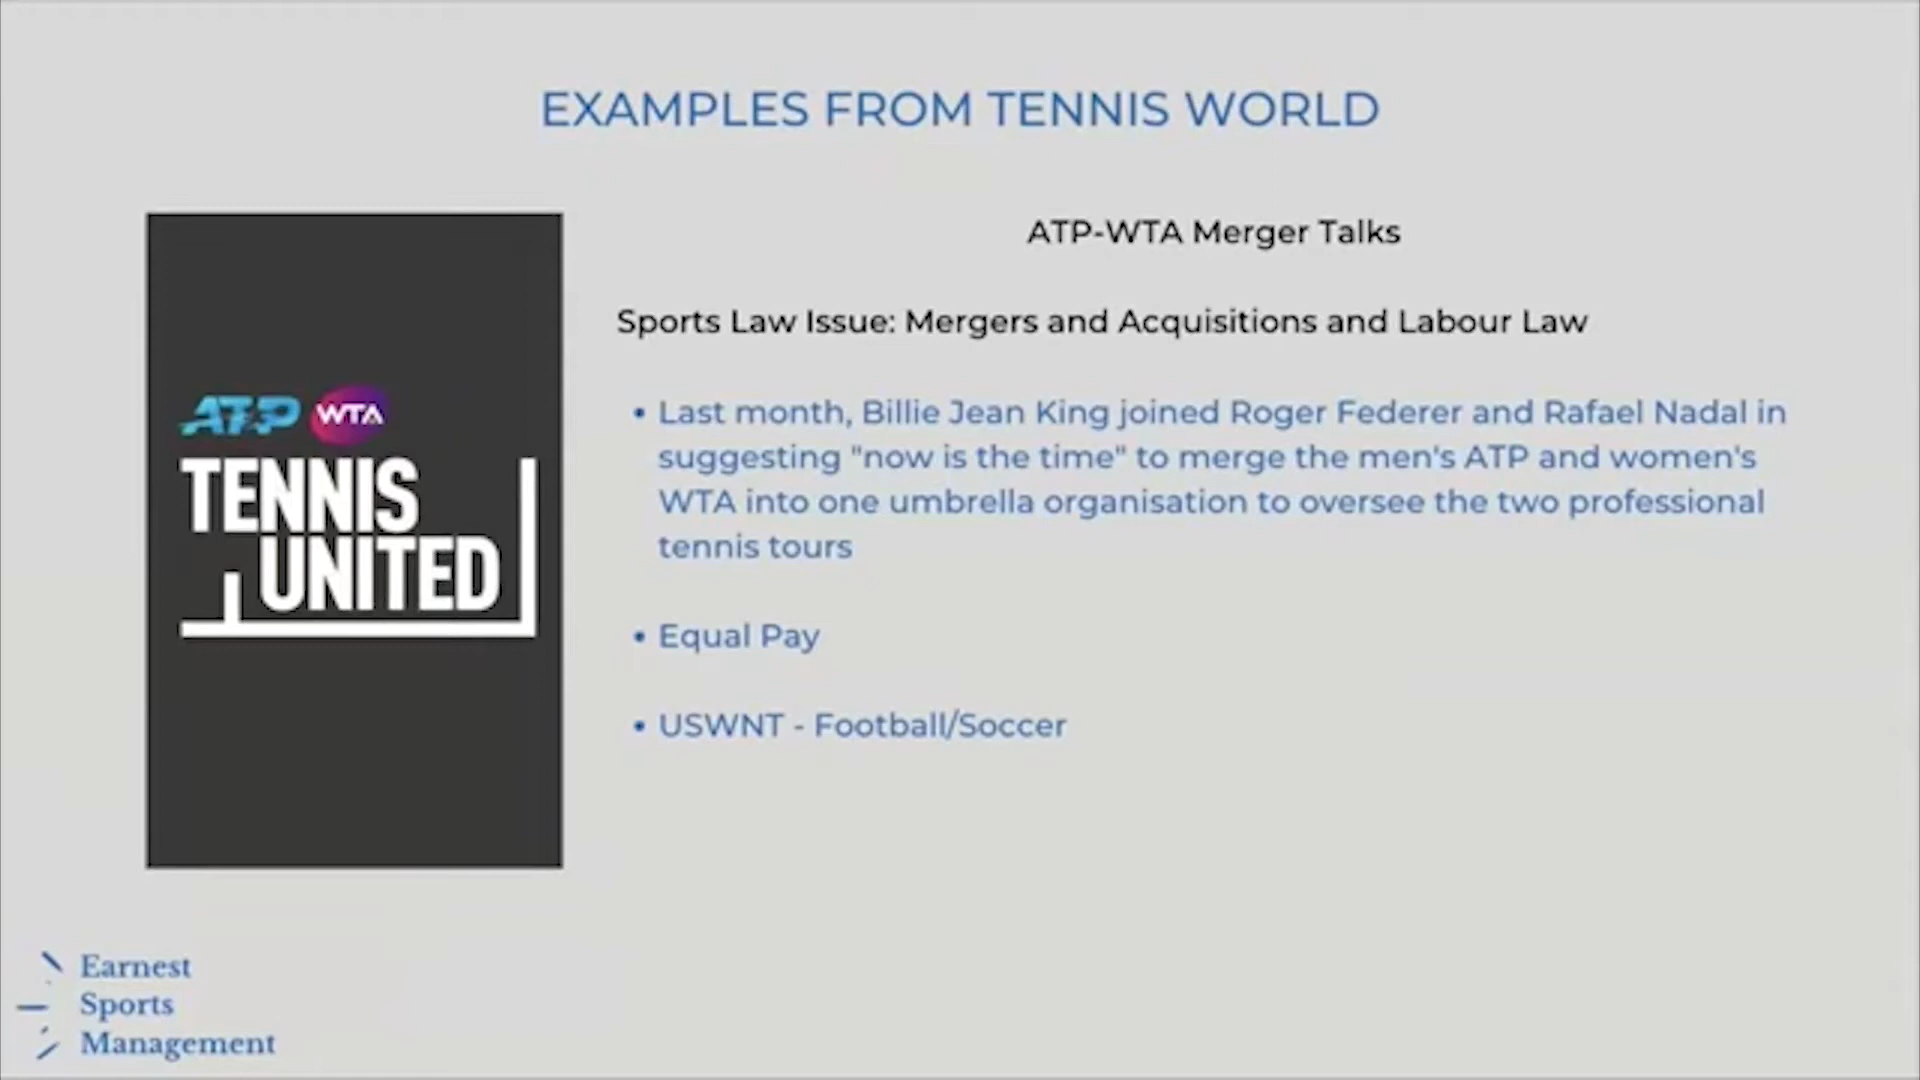 EXAMPLES FROM TENNIS WORLD
ATP WTA
TENNIS
UNITED
ATP-WTA Merger Talks
Sports Law Issue: Mergers and Acquisitions and Labour Law
• Last month, Billie Jean King joined Roger Federer and Rafael Nadal in
suggesting "now is the time" to merge the men's ATP and women's
WTA into one umbrella organisation to oversee the two professional
tennis tours
• Equal Pay
• USWNT - Football/Soccer
Earnest
Sports
Management